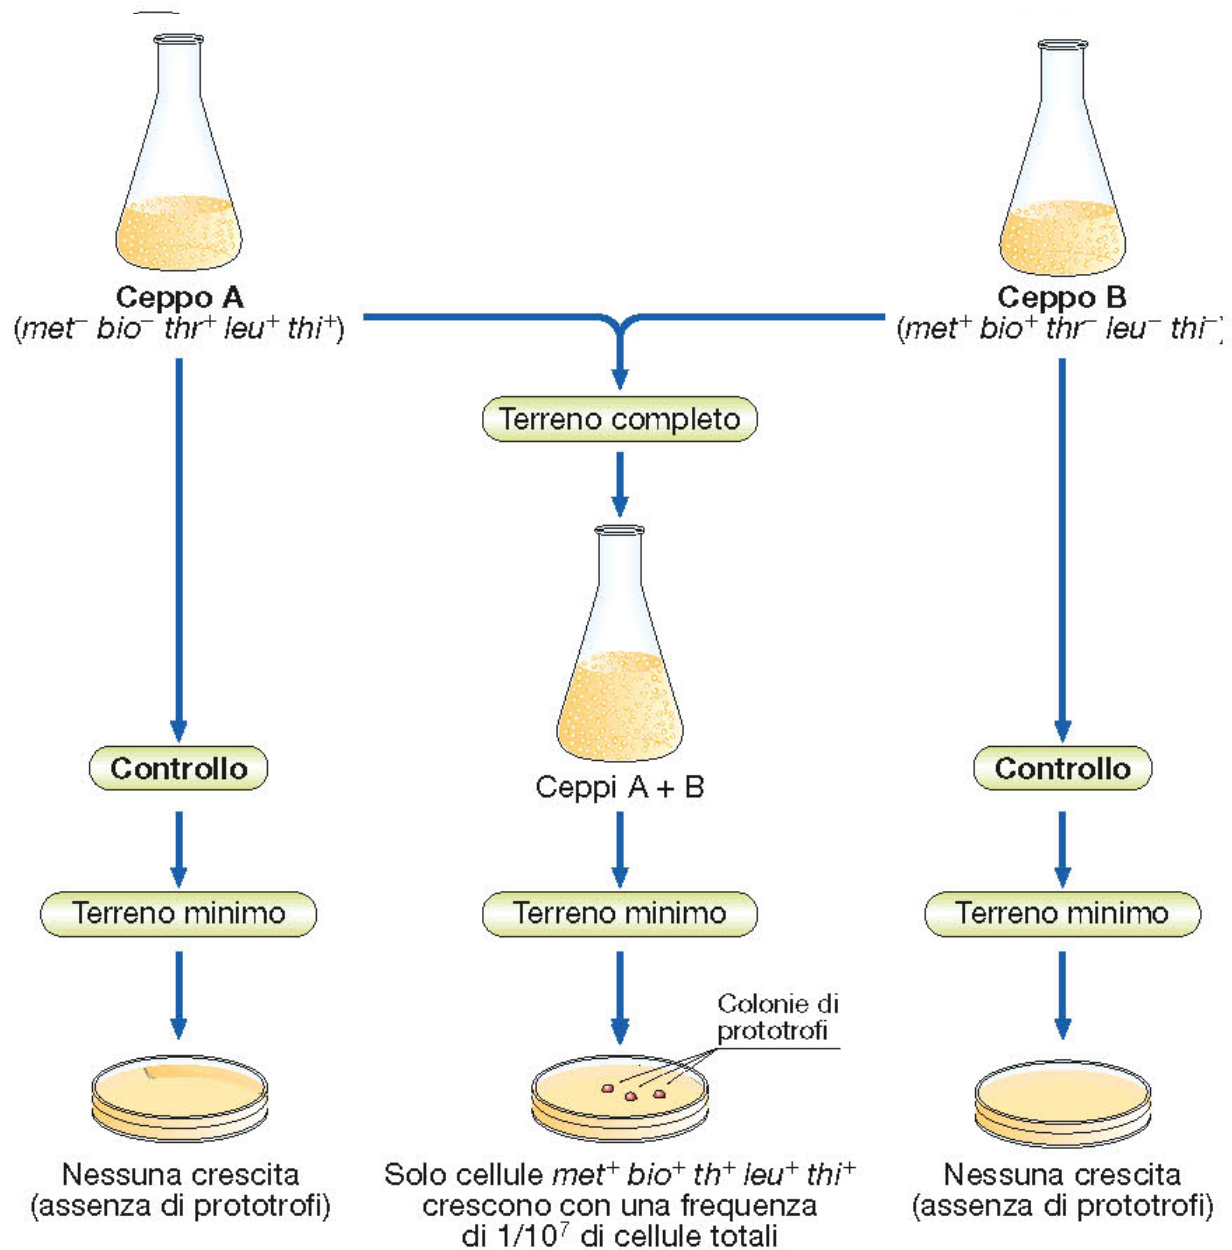 Ceppo A
(met⁻ bio⁻ thr⁺ leu⁺ thi⁺)
Ceppo B
(met⁺ bio⁺ thr⁻ leu⁻ thi⁻)
Terreno completo
Ceppi A + B
Controllo
Controllo
Terreno minimo
Terreno minimo
Terreno minimo
Colonie di
prototrofi
Nessuna crescita
(assenza di prototrofi)
Solo cellule met⁺ bio⁺ th⁺ leu⁺ thi⁺
crescono con una frequenza
di 1/10⁷ di cellule totali
Nessuna crescita
(assenza di prototrofi)